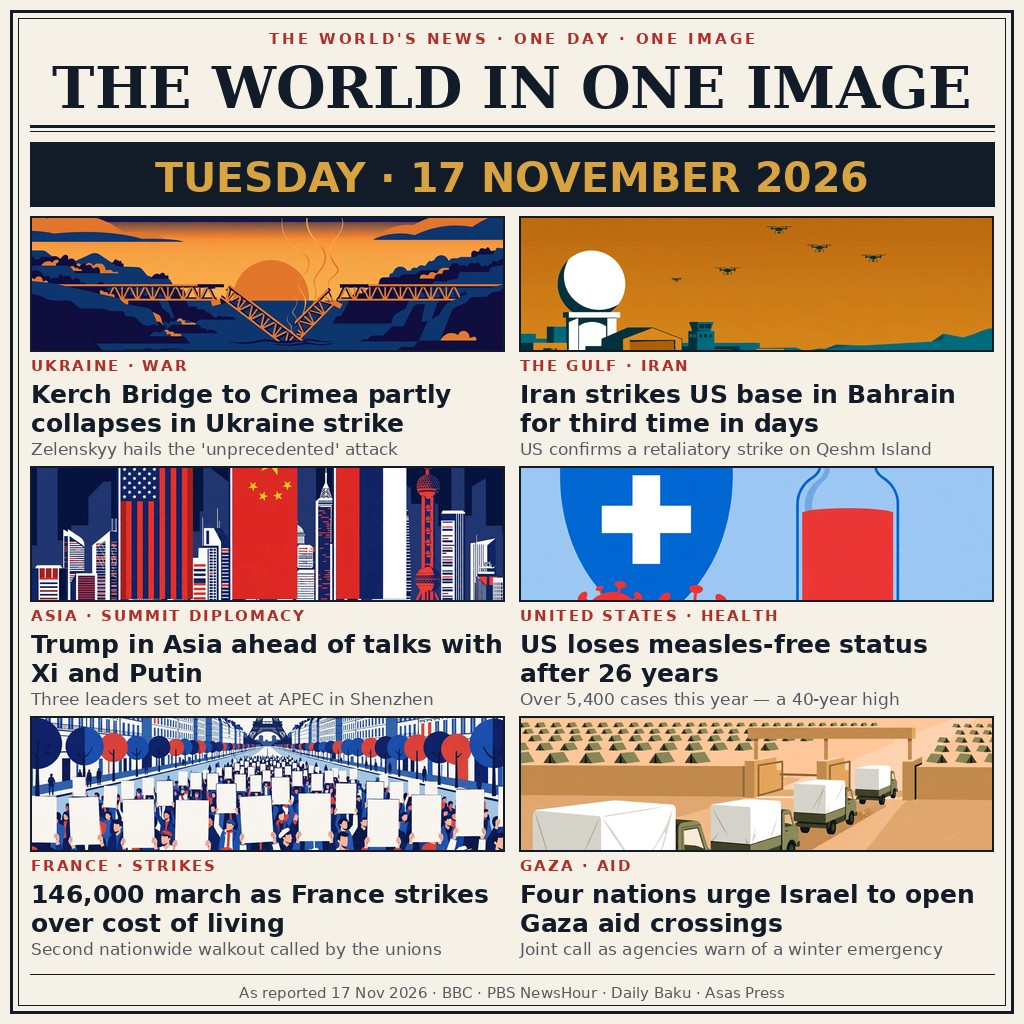 THE WORLD'S NEWS · ONE DAY · ONE IMAGE
THE WORLD IN ONE IMAGE
TUESDAY · 17 NOVEMBER 2026
UKRAINE · WAR
Kerch Bridge to Crimea partly
collapses in Ukraine strike
Zelenskyy hails the 'unprecedented' attack
THE GULF · IRAN
Iran strikes US base in Bahrain
for third time in days
US confirms a retaliatory strike on Qeshm Island
ASIA · SUMMIT DIPLOMACY
Trump in Asia ahead of talks with
Xi and Putin
Three leaders set to meet at APEC in Shenzhen
UNITED STATES · HEALTH
US loses measles-free status
after 26 years
Over 5,400 cases this year — a 40-year high
FRANCE · STRIKES
146,000 march as France strikes
over cost of living
Second nationwide walkout called by the unions
GAZA · AID
Four nations urge Israel to open
Gaza aid crossings
Joint call as agencies warn of a winter emergency
As reported 17 Nov 2026 · BBC · PBS NewsHour · Daily Baku · Asas Press